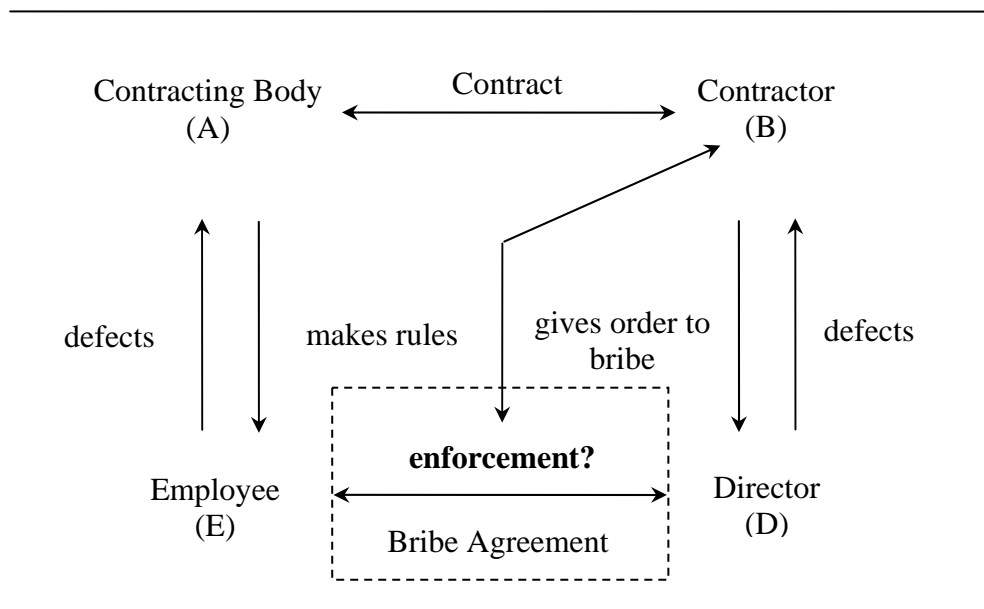 Contracting Body
(A)
Contract
Contractor
(B)
defects
makes rules
gives order to
bribe
defects
enforcement?
Employee
(E)
Bribe Agreement
Director
(D)